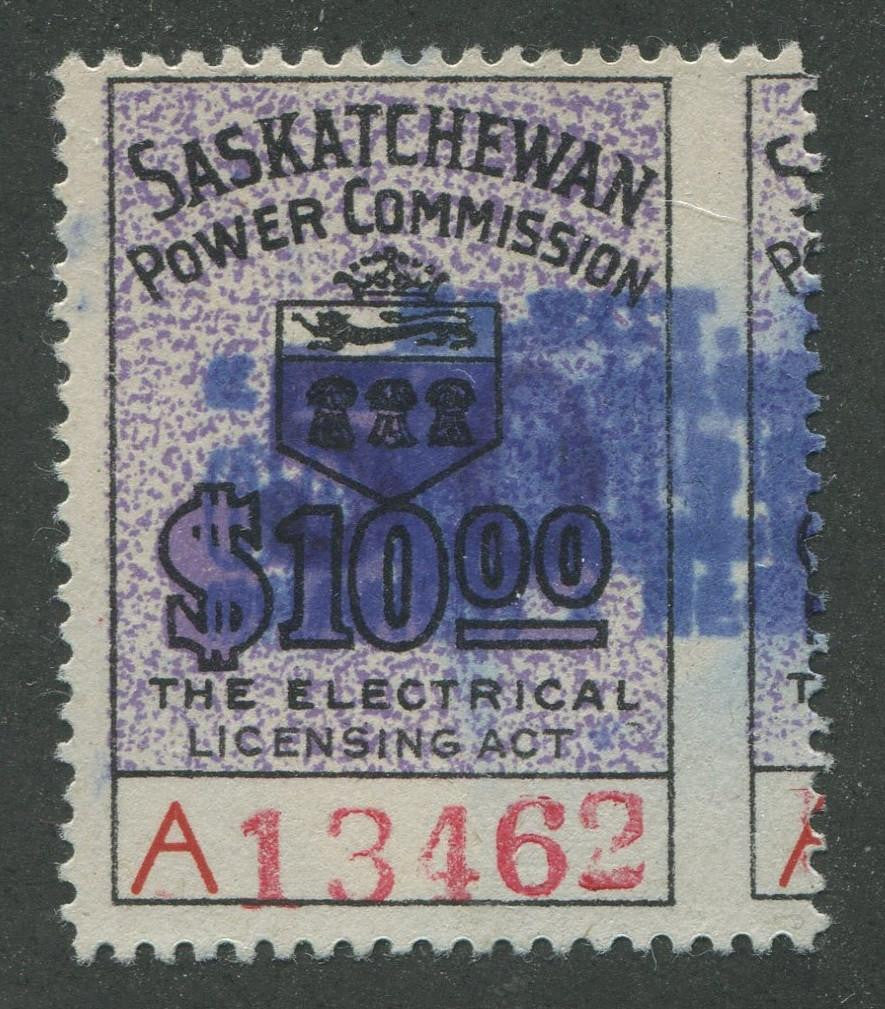 SASKATCHEWAN
POWER COMMISSION
$10 00
THE ELECTRICAL
LICENSING ACT
A 13462